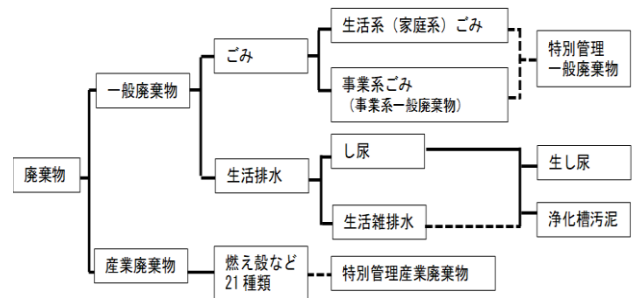 生活系（家庭系）ごみ
ごみ
特別管理
一般廃棄物
一般廃棄物
事業系ごみ
（事業系一般廃棄物）
し尿
生し尿
廃棄物
生活排水
生活雑排水
浄化槽汚泥
産業廃棄物
燃え殻など
21種類
特別管理産業廃棄物